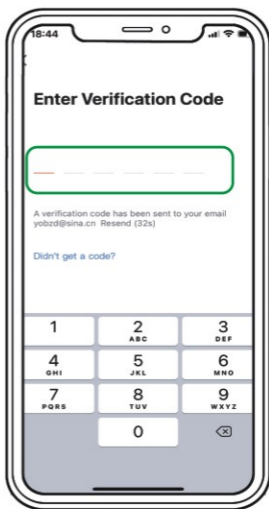 18:44
Enter Verification Code
A verification code has been sent to your email
yobzd@sina.cn Resend (32s)
Didn't get a code?
1 2 3
ABC DEF
4 5 6
GHI JKL MNO
7 8 9
PQRS TUV WXYZ
0